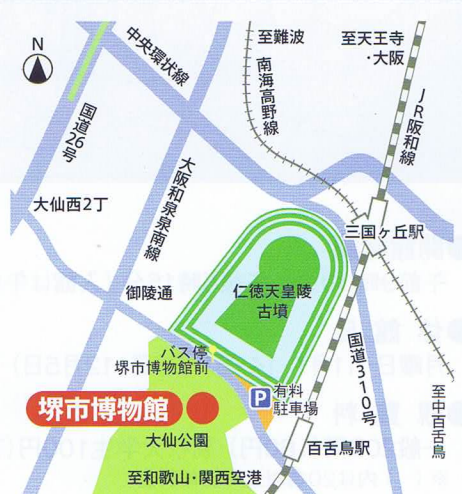 N
中央環状線
至難波
至天王寺
・大阪
南海高野線
JR阪和線
国道26号
大阪和泉泉南線
大仙西2丁
三国ヶ丘駅
御陵通
仁徳天皇陵
古墳
国道310号
バス停
堺市博物館前
至中百舌鳥
P
有料
駐車場
堺市博物館
大仙公園
百舌鳥駅
至和歌山・関西空港